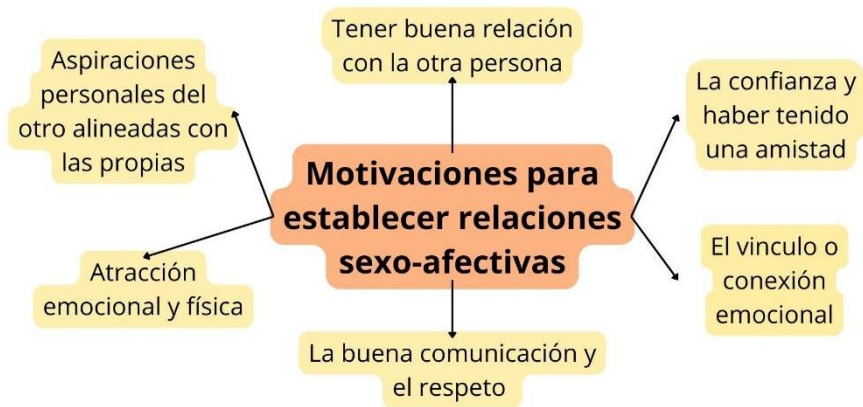 Tener buena relación
con la otra persona
Aspiraciones
personales del
otro alineadas con
las propias
La confianza y
haber tenido
una amistad
Motivaciones para
establecer relaciones
sexo-afectivas
Atracción
emocional y física
El vinculo o
conexión
emocional
La buena comunicación y
el respeto